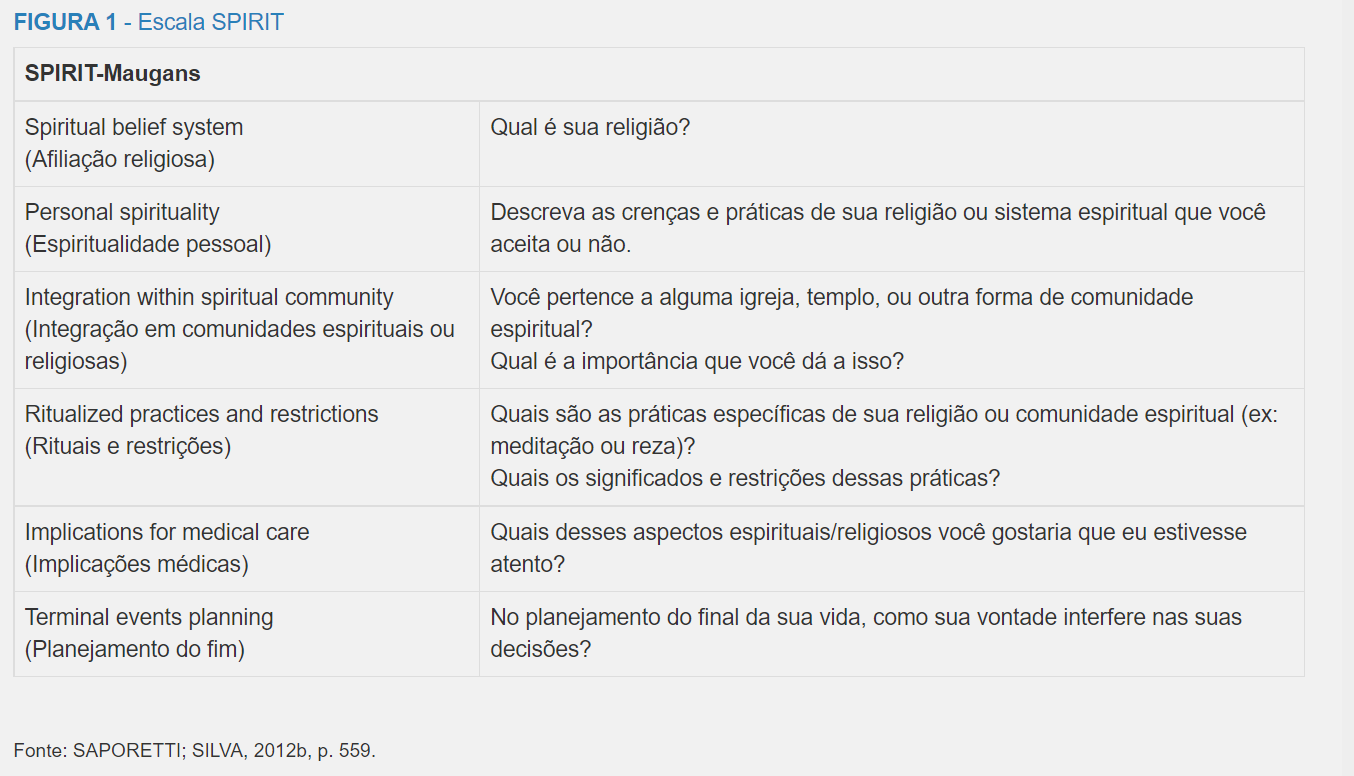 FIGURA 1 - Escala SPIRIT
SPIRIT-Maugans
Spiritual belief system
(Afiliação religiosa)
Qual é sua religião?
Personal spirituality
(Espiritualidade pessoal)
Descreva as crenças e práticas de sua religião ou sistema espiritual que você
aceita ou não.
Integration within spiritual community
(Integração em comunidades espirituais ou
religiosas)
Você pertence a alguma igreja, templo, ou outra forma de comunidade
espiritual?
Qual é a importância que você dá a isso?
Ritualized practices and restrictions
(Rituais e restrições)
Quais são as práticas específicas de sua religião ou comunidade espiritual (ex:
meditação ou reza)?
Quais os significados e restrições dessas práticas?
Implications for medical care
(Implicações médicas)
Quais desses aspectos espirituais/religiosos você gostaria que eu estivesse
atento?
Terminal events planning
(Planejamento do fim)
No planejamento do final da sua vida, como sua vontade interfere nas suas
decisões?
Fonte: SAPORETTI; SILVA, 2012b, p. 559.